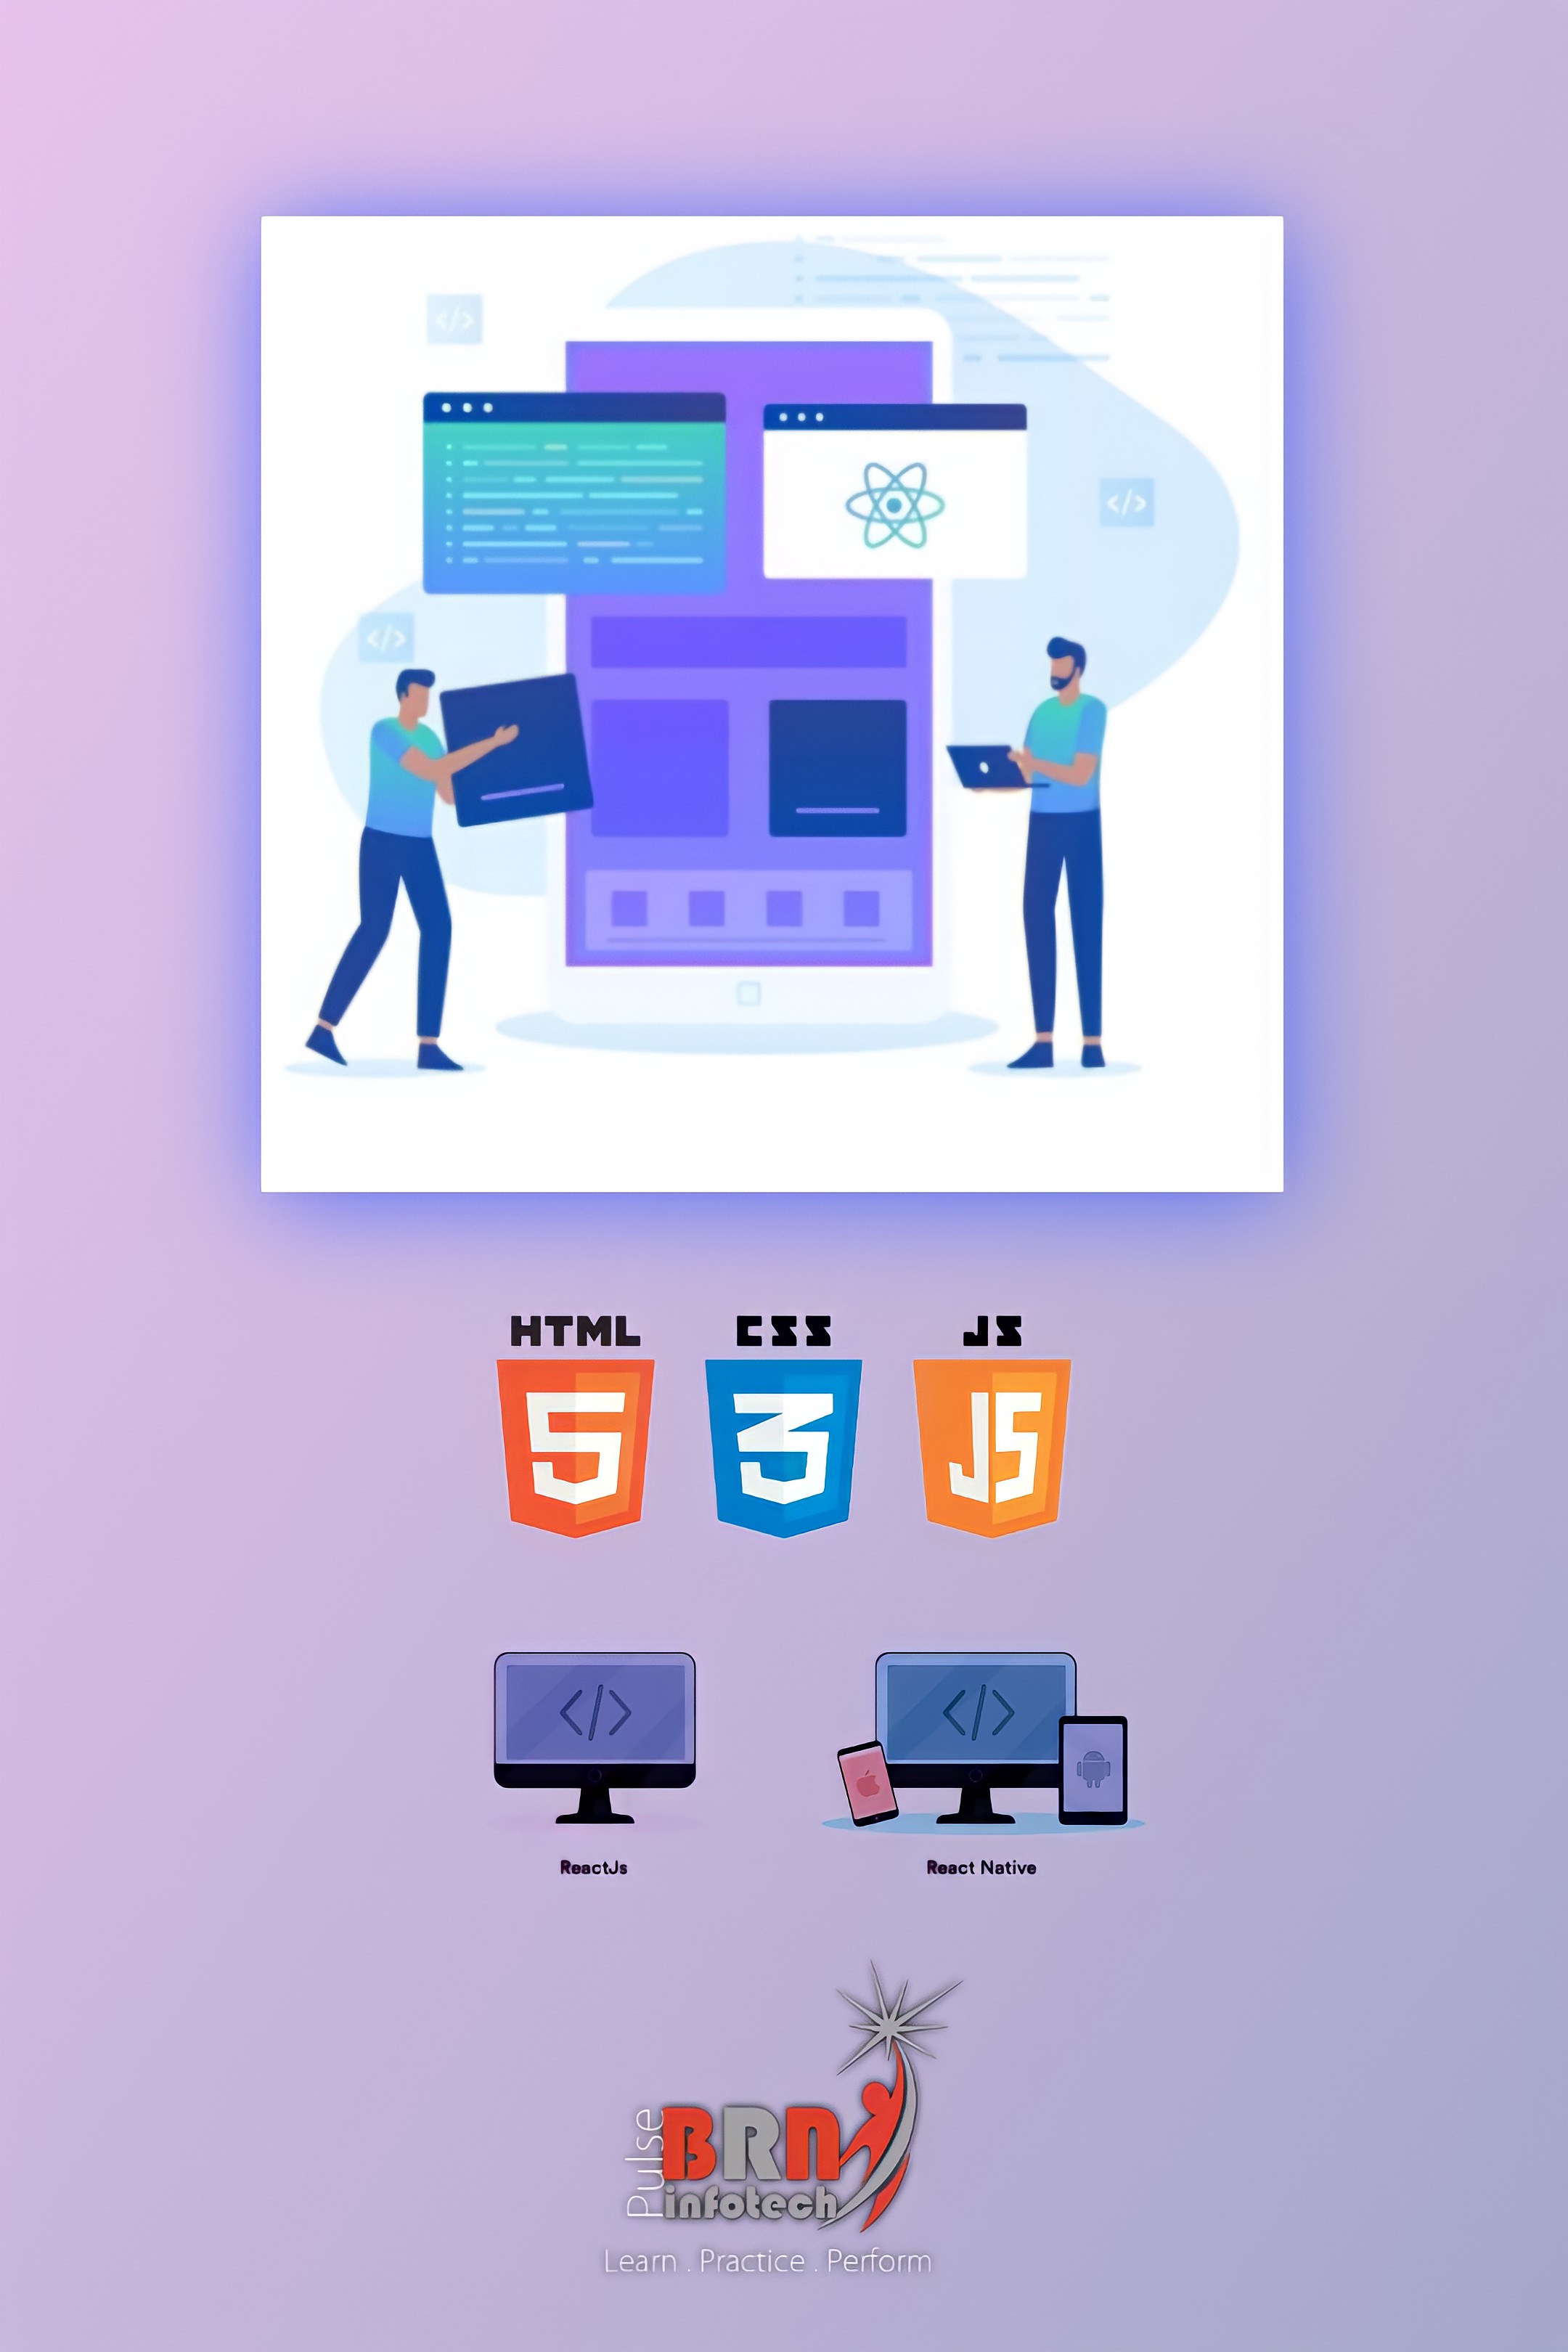 </>
</>
</>
HTML CSS JS
5 3 JS
</> </>
ReactJs React Native
Pulse
BRN
infotech
Learn . Practice . Perform